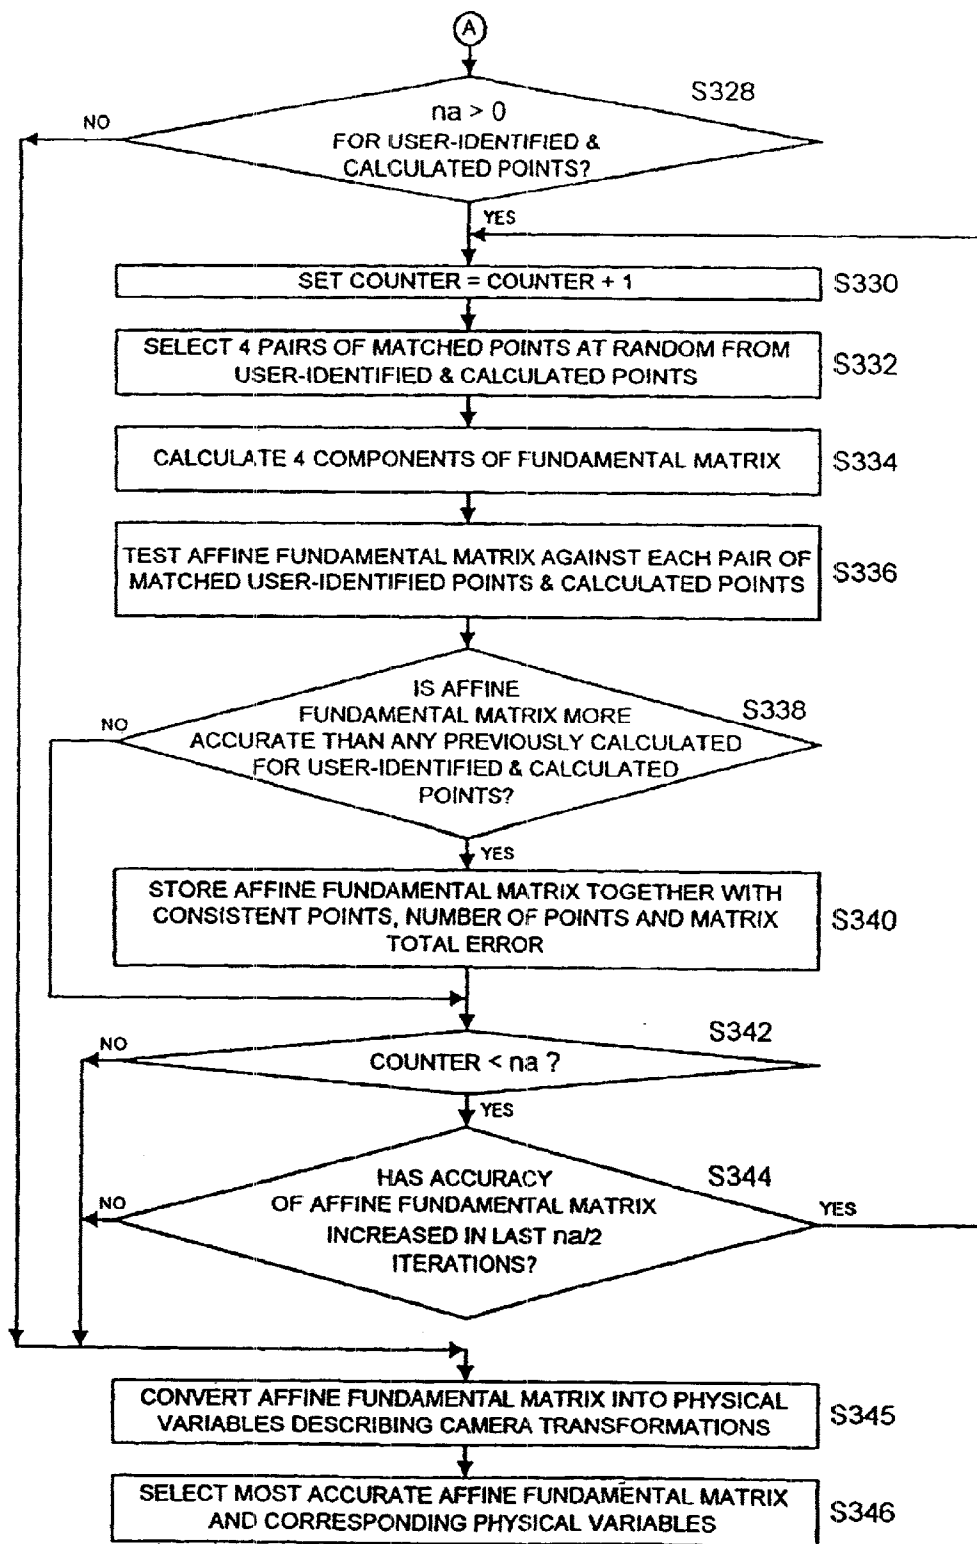 A
S328
na > 0
FOR USER-IDENTIFIED &
CALCULATED POINTS?
NO
YES
SET COUNTER = COUNTER + 1
S330
SELECT 4 PAIRS OF MATCHED POINTS AT RANDOM FROM
USER-IDENTIFIED & CALCULATED POINTS
S332
CALCULATE 4 COMPONENTS OF FUNDAMENTAL MATRIX
S334
TEST AFFINE FUNDAMENTAL MATRIX AGAINST EACH PAIR OF
MATCHED USER-IDENTIFIED POINTS & CALCULATED POINTS
S336
IS AFFINE
FUNDAMENTAL MATRIX MORE
ACCURATE THAN ANY PREVIOUSLY CALCULATED
FOR USER-IDENTIFIED & CALCULATED
POINTS?
S338
NO
YES
STORE AFFINE FUNDAMENTAL MATRIX TOGETHER WITH
CONSISTENT POINTS, NUMBER OF POINTS AND MATRIX
TOTAL ERROR
S340
S342
NO
COUNTER < na ?
YES
HAS ACCURACY
OF AFFINE FUNDAMENTAL MATRIX
INCREASED IN LAST na/2
ITERATIONS?
S344
NO
YES
CONVERT AFFINE FUNDAMENTAL MATRIX INTO PHYSICAL
VARIABLES DESCRIBING CAMERA TRANSFORMATIONS
S345
SELECT MOST ACCURATE AFFINE FUNDAMENTAL MATRIX
AND CORRESPONDING PHYSICAL VARIABLES
S346